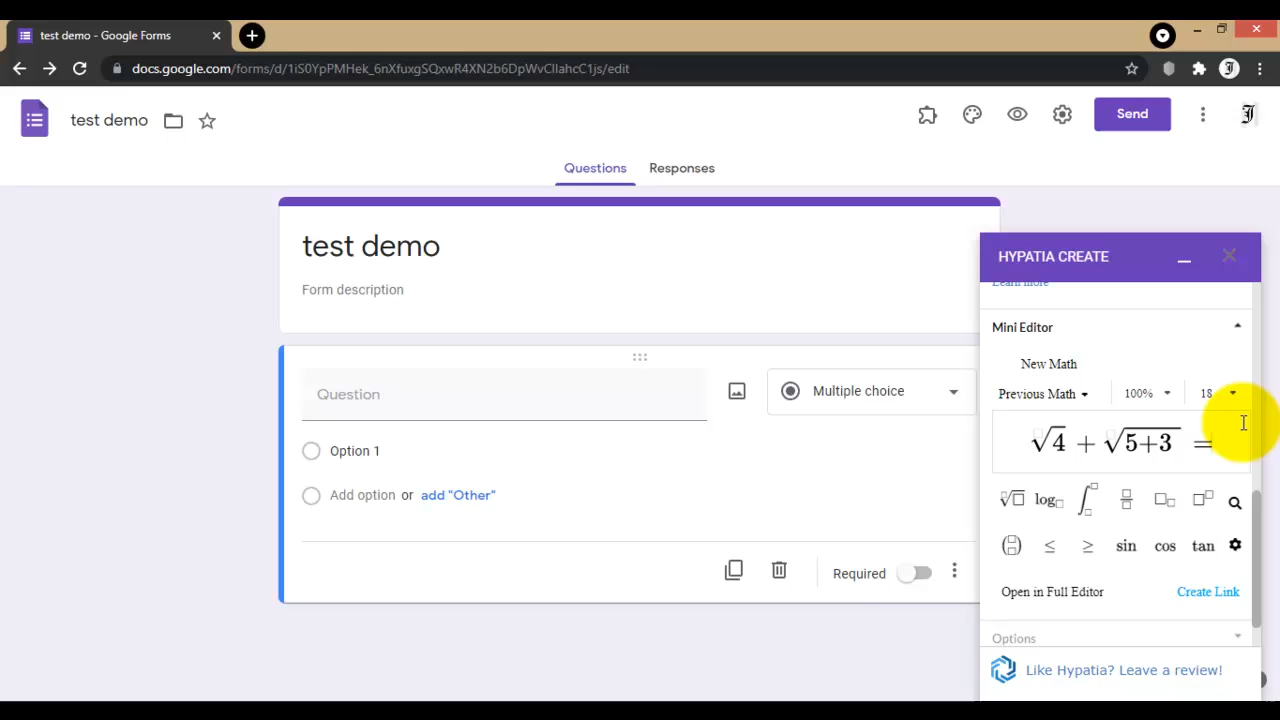 test demo - Google Forms
docs.google.com/forms/d/1iS0YpPMHek_6nXfuxgSQxwR4XN2b6DpWvCIlahcC1js/edit
test demo
Send
Questions Responses
test demo
Form description
Question
Multiple choice
Option 1
Add option or add "Other"
Required
HYPATIA CREATE
Learn more
Mini Editor
New Math
Previous Math 100% 18
√4 + √5+3 =
log
≤ ≥ sin cos tan
Open in Full Editor Create Link
Options
Like Hypatia? Leave a review!